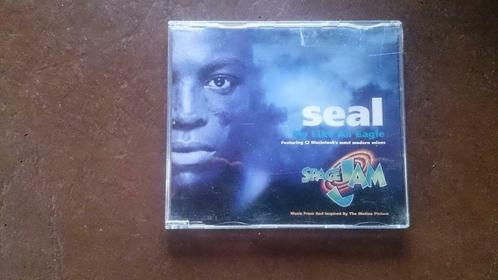 seal
Fly Like An Eagle
Featuring CJ Mackintosh's most modern mixes
SPACE JAM
Music From And Inspired By The Motion Picture